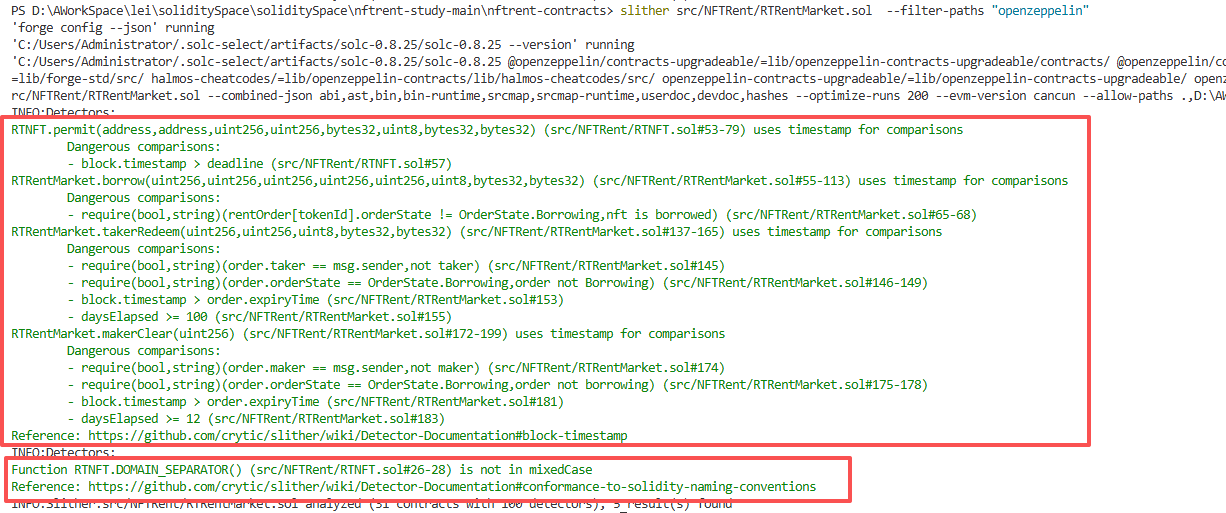 PS D:\AWorkSpace\lei\soliditySpace\soliditySpace\nftrent-study-main\nftrent-contracts> slither src/NFTRent/RTRentMarket.sol  --filter-paths "openzeppelin"
'forge config --json' running
'C:/Users/Administrator/.solc-select/artifacts/solc-0.8.25/solc-0.8.25 --version' running
'C:/Users/Administrator/.solc-select/artifacts/solc-0.8.25/solc-0.8.25 @openzeppelin/contracts-upgradeable/=lib/openzeppelin-contracts-upgradeable/contracts/ @openzeppelin/co
=lib/forge-std/src/ halmos-cheatcodes/=lib/openzeppelin-contracts/lib/halmos-cheatcodes/src/ openzeppelin-contracts-upgradeable/=lib/openzeppelin-contracts-upgradeable/ open
rc/NFTRent/RTRentMarket.sol --combined-json abi,ast,bin,bin-runtime,srcmap,srcmap-runtime,userdoc,devdoc,hashes --optimize-runs 200 --evm-version cancun --allow-paths .,D:\A
INFO:Detectors:
RTNFT.permit(address,address,uint256,uint256,bytes32,uint8,bytes32,bytes32) (src/NFTRent/RTNFT.sol#53-79) uses timestamp for comparisons
Dangerous comparisons:
- block.timestamp > deadline (src/NFTRent/RTNFT.sol#57)
RTRentMarket.borrow(uint256,uint256,uint256,uint256,uint256,uint8,bytes32,bytes32) (src/NFTRent/RTRentMarket.sol#55-113) uses timestamp for comparisons
Dangerous comparisons:
- require(bool,string)(rentOrder[tokenId].orderState != OrderState.Borrowing,nft is borrowed) (src/NFTRent/RTRentMarket.sol#65-68)
RTRentMarket.takerRedeem(uint256,uint256,uint8,bytes32,bytes32) (src/NFTRent/RTRentMarket.sol#137-165) uses timestamp for comparisons
Dangerous comparisons:
- require(bool,string)(order.taker == msg.sender,not taker) (src/NFTRent/RTRentMarket.sol#145)
- require(bool,string)(order.orderState == OrderState.Borrowing,order not Borrowing) (src/NFTRent/RTRentMarket.sol#146-149)
- block.timestamp > order.expiryTime (src/NFTRent/RTRentMarket.sol#153)
- daysElapsed >= 100 (src/NFTRent/RTRentMarket.sol#155)
RTRentMarket.makerClear(uint256) (src/NFTRent/RTRentMarket.sol#172-199) uses timestamp for comparisons
Dangerous comparisons:
- require(bool,string)(order.maker == msg.sender,not maker) (src/NFTRent/RTRentMarket.sol#174)
- require(bool,string)(order.orderState == OrderState.Borrowing,order not borrowing) (src/NFTRent/RTRentMarket.sol#175-178)
- block.timestamp > order.expiryTime (src/NFTRent/RTRentMarket.sol#181)
- daysElapsed >= 12 (src/NFTRent/RTRentMarket.sol#183)
Reference: https://github.com/crytic/slither/wiki/Detector-Documentation#block-timestamp
INFO:Detectors:
Function RTNFT.DOMAIN_SEPARATOR() (src/NFTRent/RTNFT.sol#26-28) is not in mixedCase
Reference: https://github.com/crytic/slither/wiki/Detector-Documentation#conformance-to-solidity-naming-conventions
INFO:Slither:src/NFTRent/RTRentMarket.sol analyzed (31 contracts with 100 detectors), 5 result(s) found